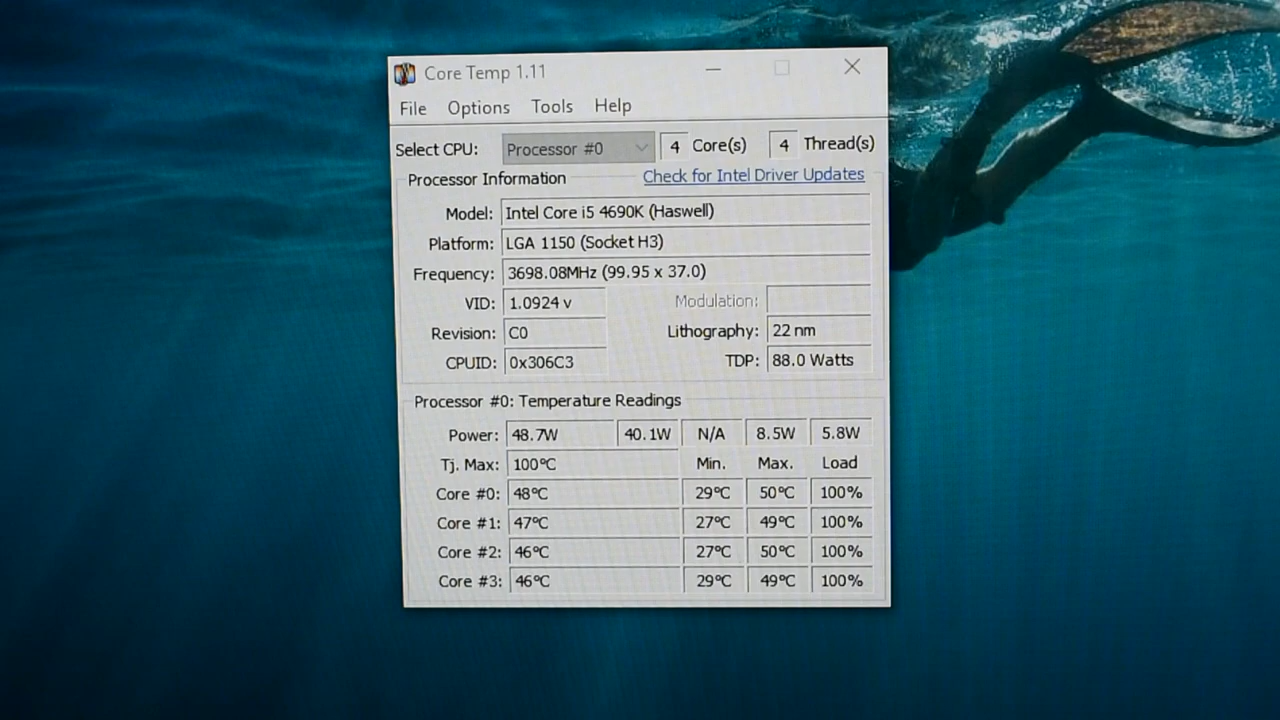 Core Temp 1.11
File Options Tools Help
Select CPU: Processor #0 4 Core(s) 4 Thread(s)
Processor Information Check for Intel Driver Updates
Model: Intel Core i5 4690K (Haswell)
Platform: LGA 1150 (Socket H3)
Frequency: 3698.08MHz (99.95 x 37.0)
VID: 1.0924 v Modulation:
Revision: C0 Lithography: 22 nm
CPUID: 0x306C3 TDP: 88.0 Watts
Processor #0: Temperature Readings
Power: 48.7W 40.1W N/A 8.5W 5.8W
Tj. Max: 100°C Min. Max. Load
Core #0: 48°C 29°C 50°C 100%
Core #1: 47°C 27°C 49°C 100%
Core #2: 46°C 27°C 50°C 100%
Core #3: 46°C 29°C 49°C 100%